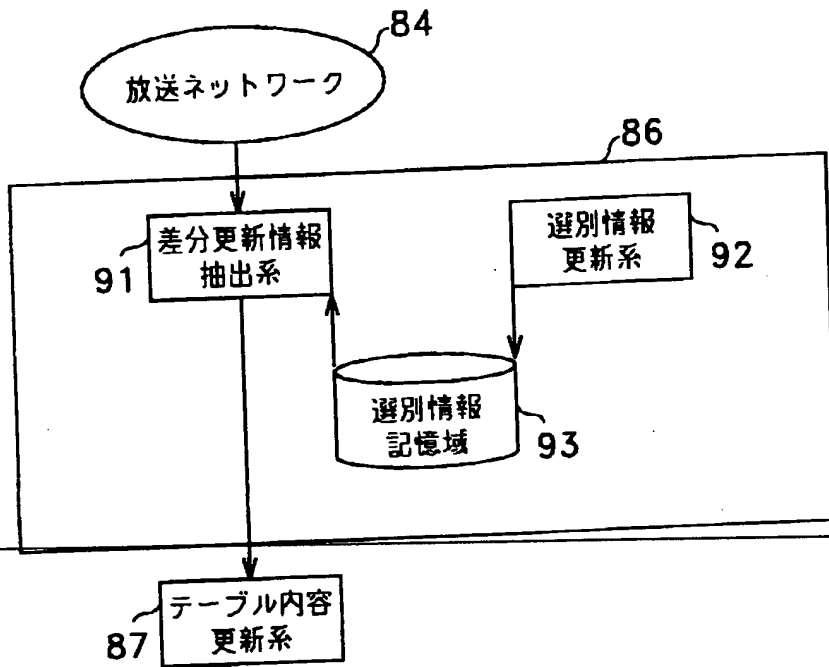 84
放送ネットワーク
86
差分更新情報
抽出系
91
選別情報
更新系
92
選別情報
記憶域
93
テーブル内容
更新系
87